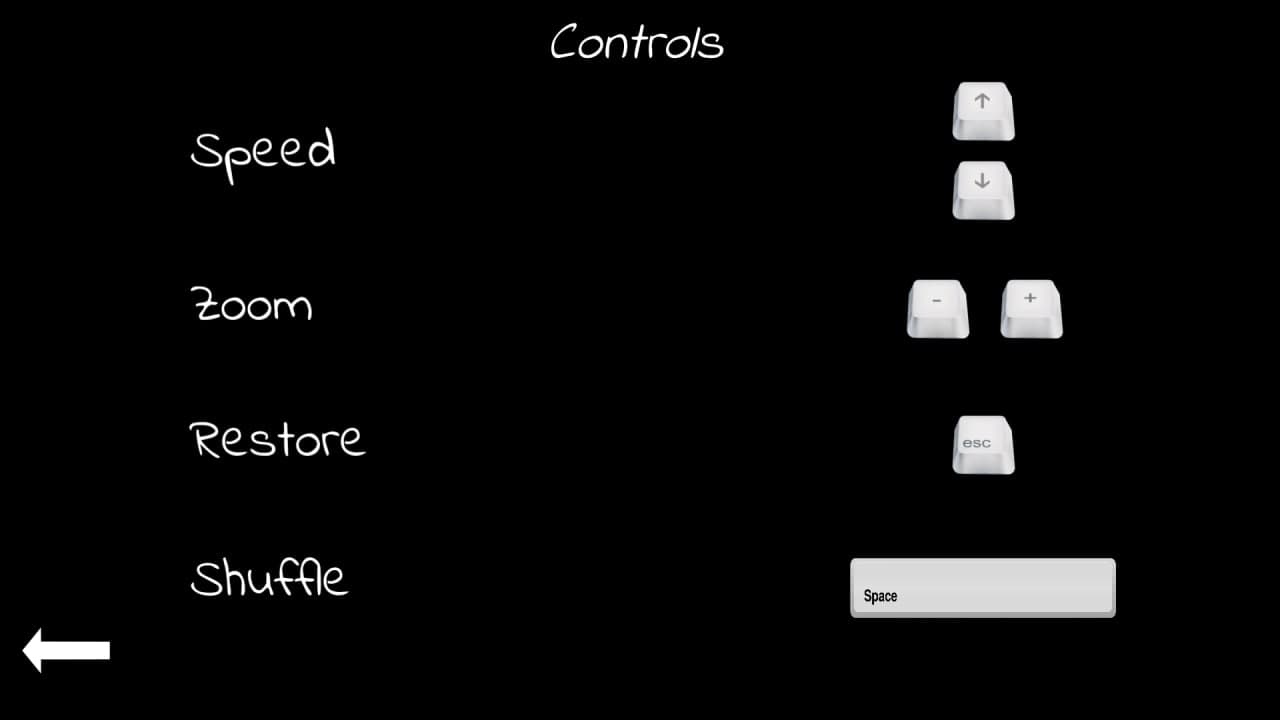 Controls
Speed ↑
↓
Zoom - +
Restore esc
Shuffle Space